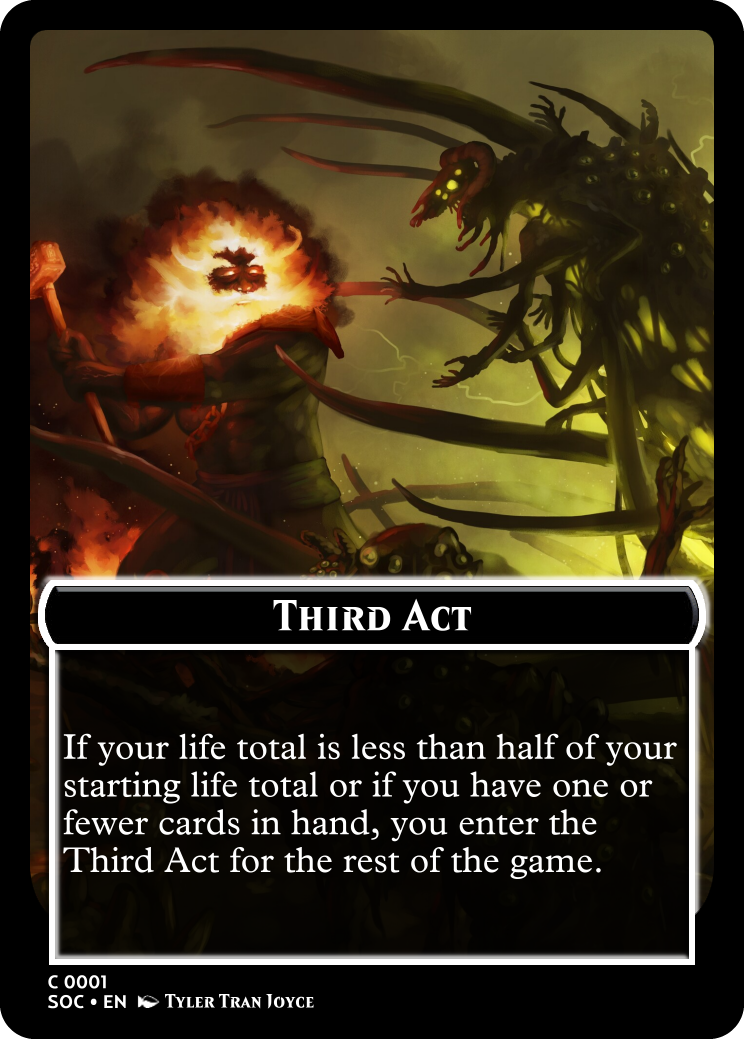 Third Act
If your life total is less than half of your
starting life total or if you have one or
fewer cards in hand, you enter the
Third Act for the rest of the game.
C 0001
SOC • EN Tyler Tran Joyce